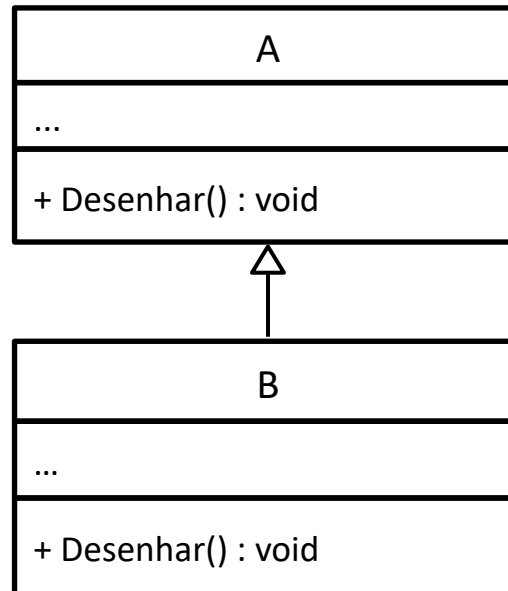 A
...
+ Desenhar() : void
B
...
+ Desenhar() : void